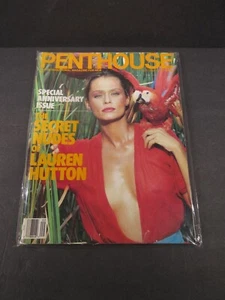 PENTHOUSE
SPECIAL
ANNIVERSARY
ISSUE
THE
SECRET
NUDES
OF
LAUREN
HUTTON